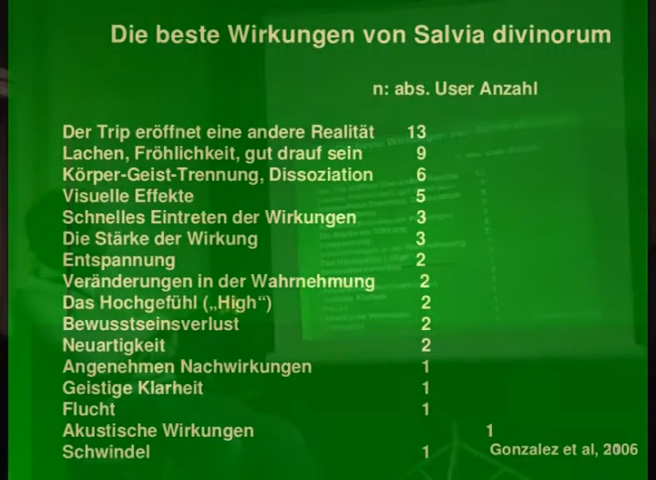 Die beste Wirkungen von Salvia divinorum
n: abs. User Anzahl
Der Trip eröffnet eine andere Realität 13
Lachen, Fröhlichkeit, gut drauf sein 9
Körper-Geist-Trennung, Dissoziation 6
Visuelle Effekte 5
Schnelles Eintreten der Wirkungen 3
Die Stärke der Wirkung 3
Entspannung 2
Veränderungen in der Wahrnehmung 2
Das Hochgefühl („High“) 2
Bewusstseinsverlust 2
Neuartigkeit 2
Angenehmen Nachwirkungen 1
Geistige Klarheit 1
Flucht 1
Akustische Wirkungen 1
Schwindel 1
Gonzalez et al, 2006